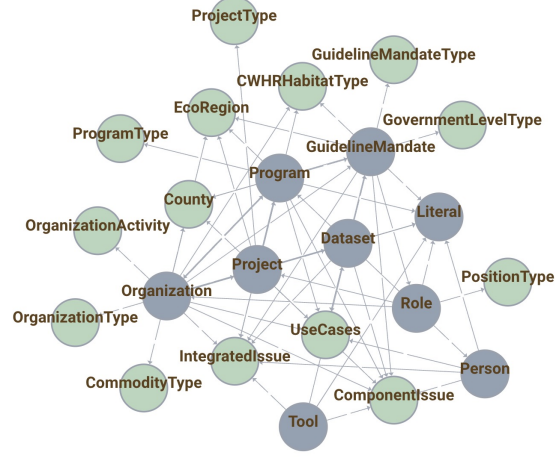 ProjectType
GuidelineMandateType
CWHRHabitatType
EcoRegion
GovernmentLevelType
ProgramType
GuidelineMandate
Program
County
Literal
OrganizationActivity
Dataset
Project
PositionType
Organization
Role
OrganizationType
UseCases
IntegratedIssue
Person
CommodityType
ComponentIssue
Tool